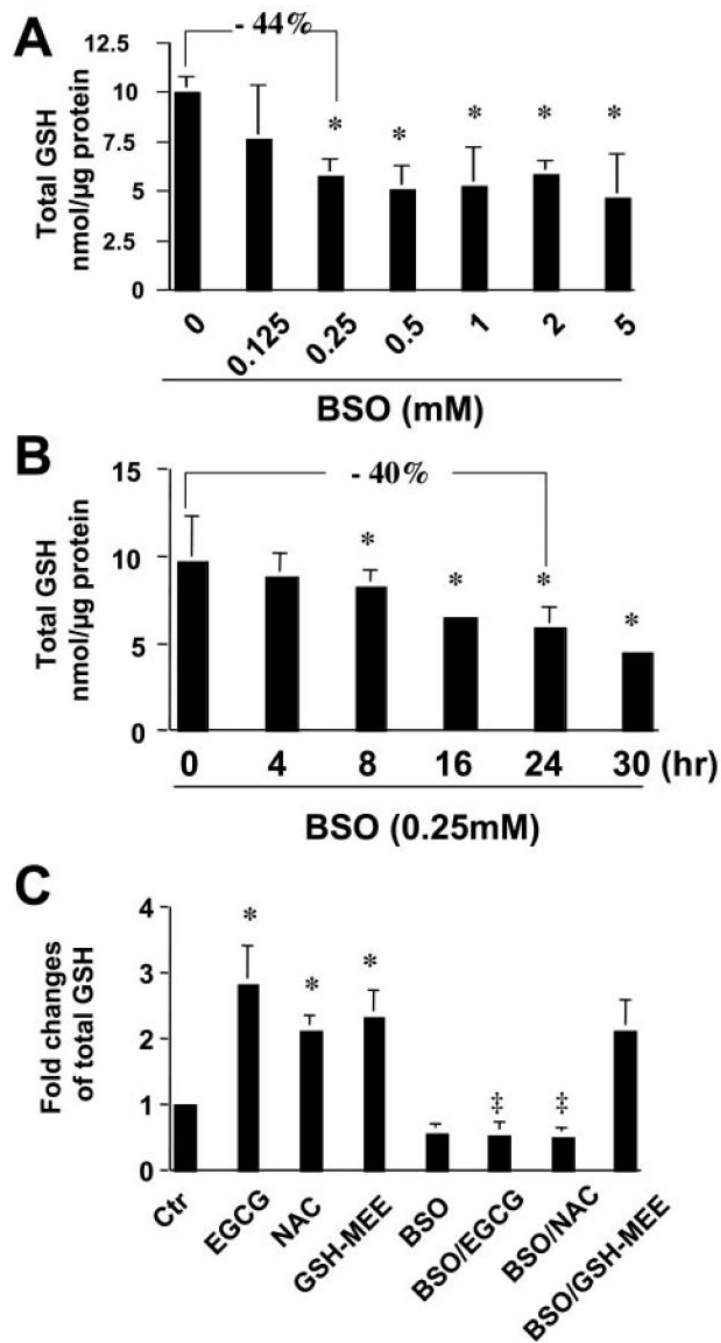 A
- 44%
12.5
10
7.5
5
2.5
0
Total GSH
nmol/µg protein
* * * * *
0 0.125 0.25 0.5 1 2 5
BSO (mM)
B
- 40%
15
10
5
0
Total GSH
nmol/µg protein
* * * *
0 4 8 16 24 30 (hr)
BSO (0.25mM)
C
4
3
2
1
0
Fold changes
of total GSH
* * * ‡ ‡
Ctr EGCG NAC GSH-MEE BSO BSO/EGCG BSO/NAC BSO/GSH-MEE